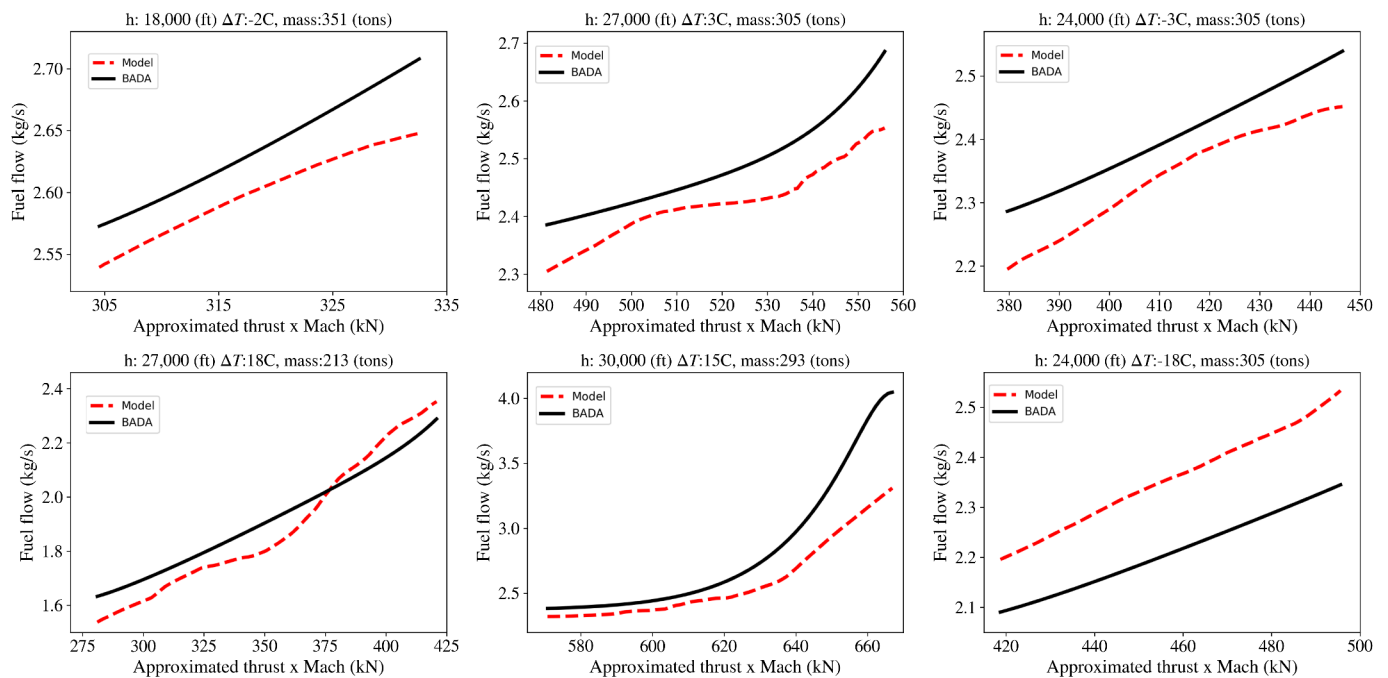 h: 18,000 (ft) ΔT:-2C, mass:351 (tons)
2.70
2.65
2.60
2.55
Fuel flow (kg/s)
Model
BADA
305 315 325 335
Approximated thrust x Mach (kN)
h: 27,000 (ft) ΔT:3C, mass:305 (tons)
2.7
2.6
2.5
2.4
2.3
Fuel flow (kg/s)
Model
BADA
480 490 500 510 520 530 540 550 560
Approximated thrust x Mach (kN)
h: 24,000 (ft) ΔT:-3C, mass:305 (tons)
2.5
2.4
2.3
2.2
Fuel flow (kg/s)
Model
BADA
380 390 400 410 420 430 440 450
Approximated thrust x Mach (kN)
h: 27,000 (ft) ΔT:18C, mass:213 (tons)
2.4
2.2
2.0
1.8
1.6
Fuel flow (kg/s)
Model
BADA
275 300 325 350 375 400 425
Approximated thrust x Mach (kN)
h: 30,000 (ft) ΔT:15C, mass:293 (tons)
4.0
3.5
3.0
2.5
Fuel flow (kg/s)
Model
BADA
580 600 620 640 660
Approximated thrust x Mach (kN)
h: 24,000 (ft) ΔT:-18C, mass:305 (tons)
2.5
2.4
2.3
2.2
2.1
Fuel flow (kg/s)
Model
BADA
420 440 460 480 500
Approximated thrust x Mach (kN)